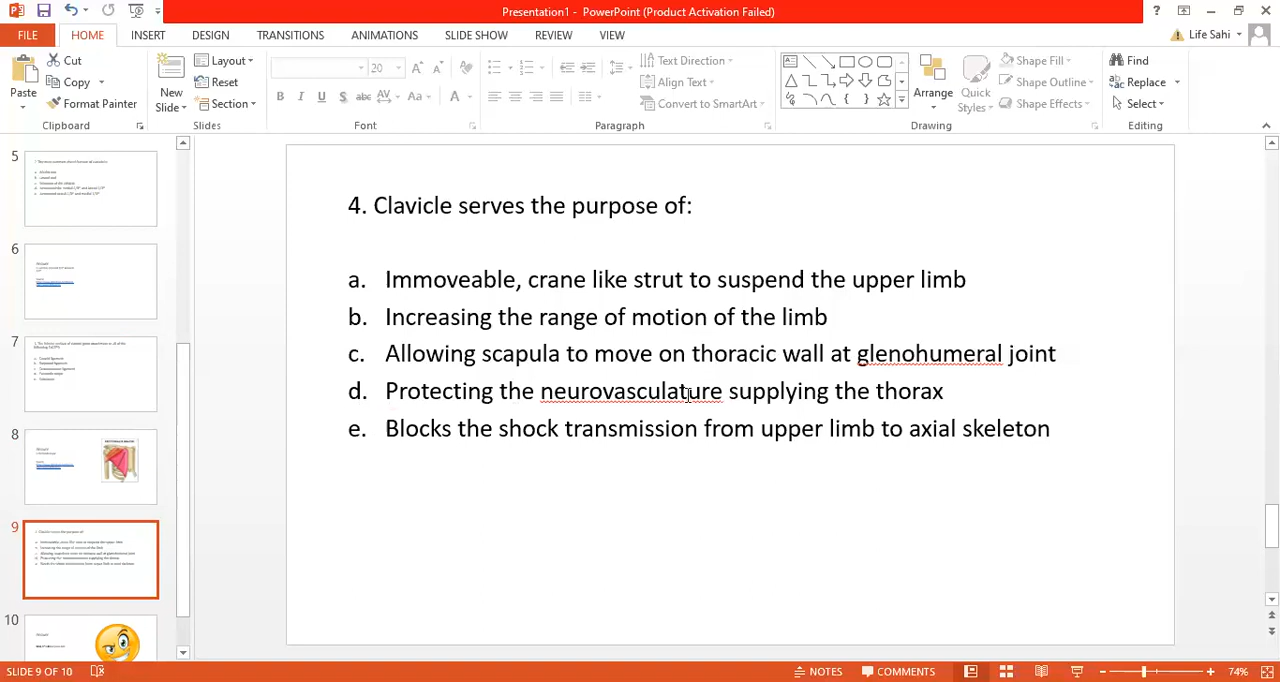 Presentation1 - PowerPoint (Product Activation Failed)
FILE HOME INSERT DESIGN TRANSITIONS ANIMATIONS SLIDE SHOW REVIEW VIEW Life Sahi
Paste
Cut
Copy
Format Painter
Clipboard
New Slide
Layout
Reset
Section
Slides
20
B I U S abc AV Aa A
Font
Text Direction
Align Text
Convert to SmartArt
Paragraph
Arrange
Quick Styles
Shape Fill
Shape Outline
Shape Effects
Drawing
Find
Replace
Select
Editing
5
6
7
8
9
10
4. Clavicle serves the purpose of:
a. Immoveable, crane like strut to suspend the upper limb
b. Increasing the range of motion of the limb
c. Allowing scapula to move on thoracic wall at glenohumeral joint
d. Protecting the neurovasculature supplying the thorax
e. Blocks the shock transmission from upper limb to axial skeleton
SLIDE 9 OF 10 NOTES COMMENTS 74%